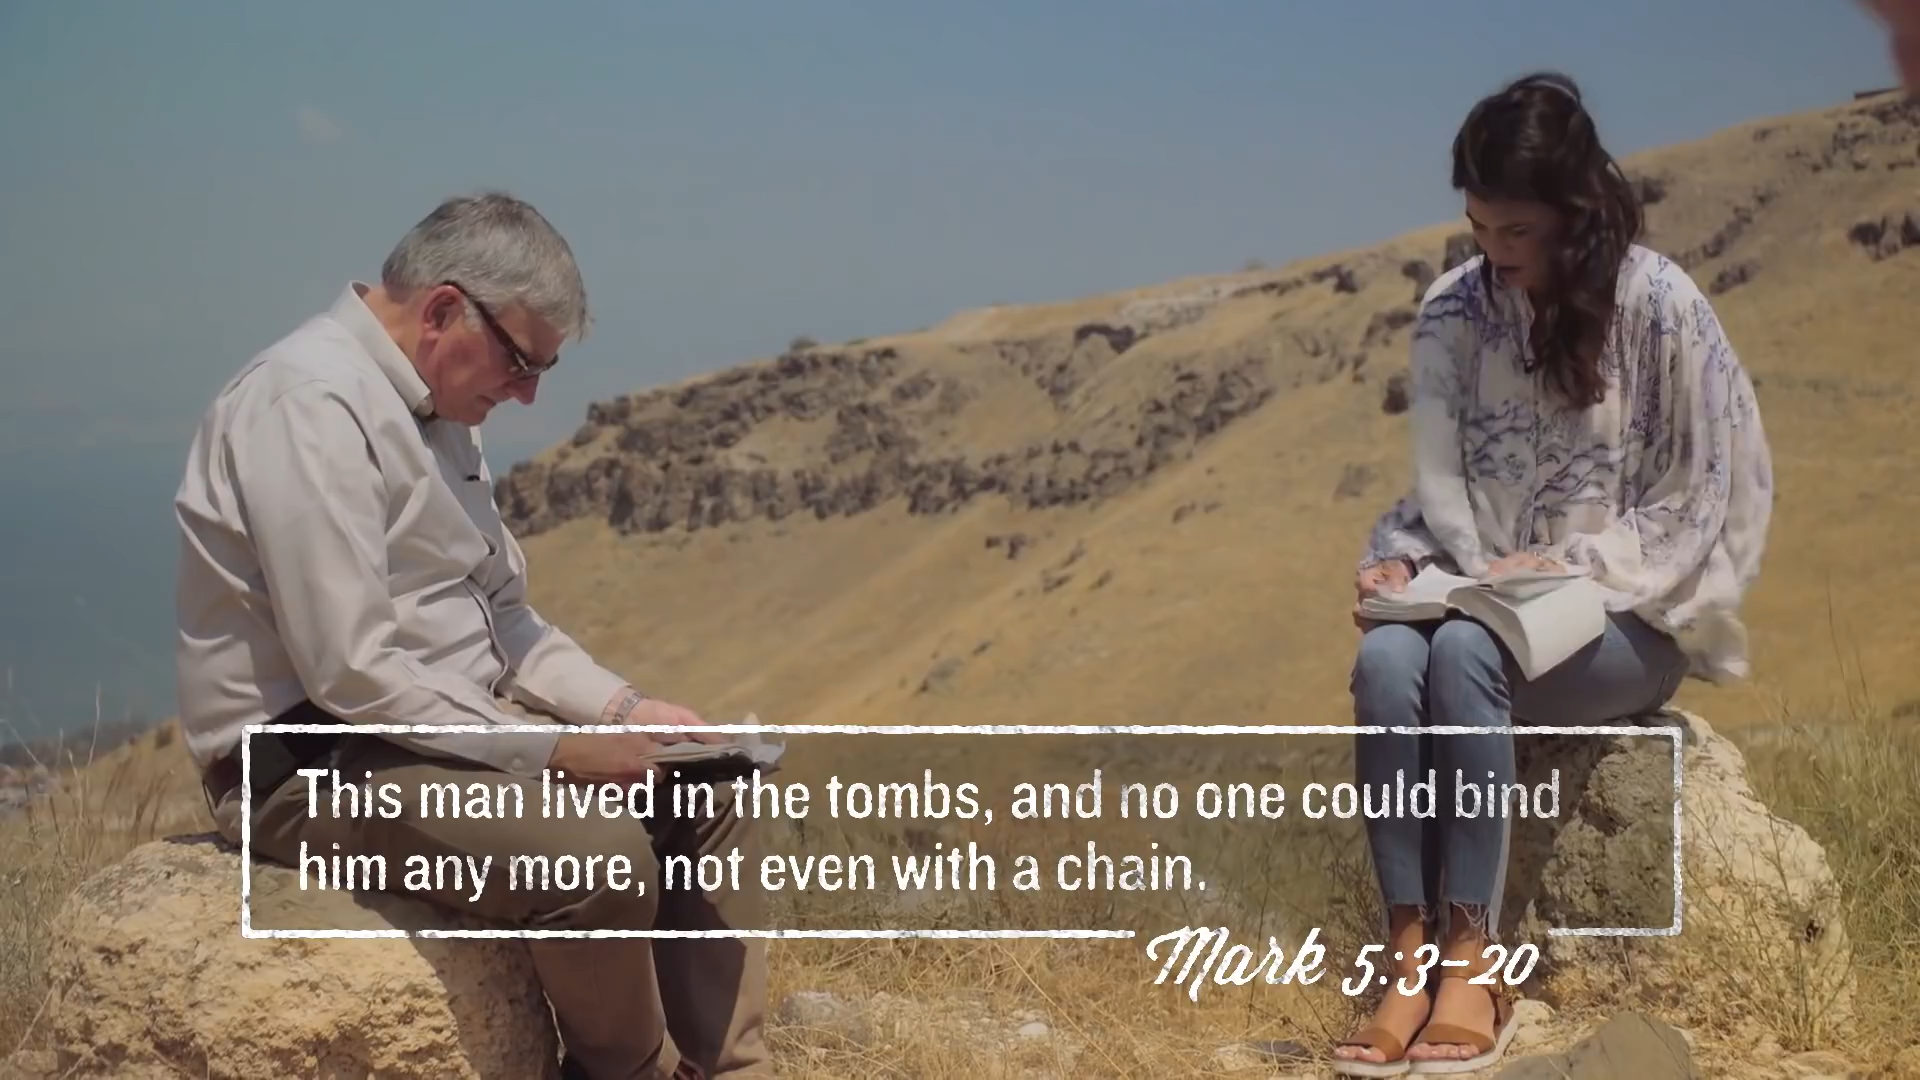 This man lived in the tombs, and no one could bind
him any more, not even with a chain.
Mark 5:3-20